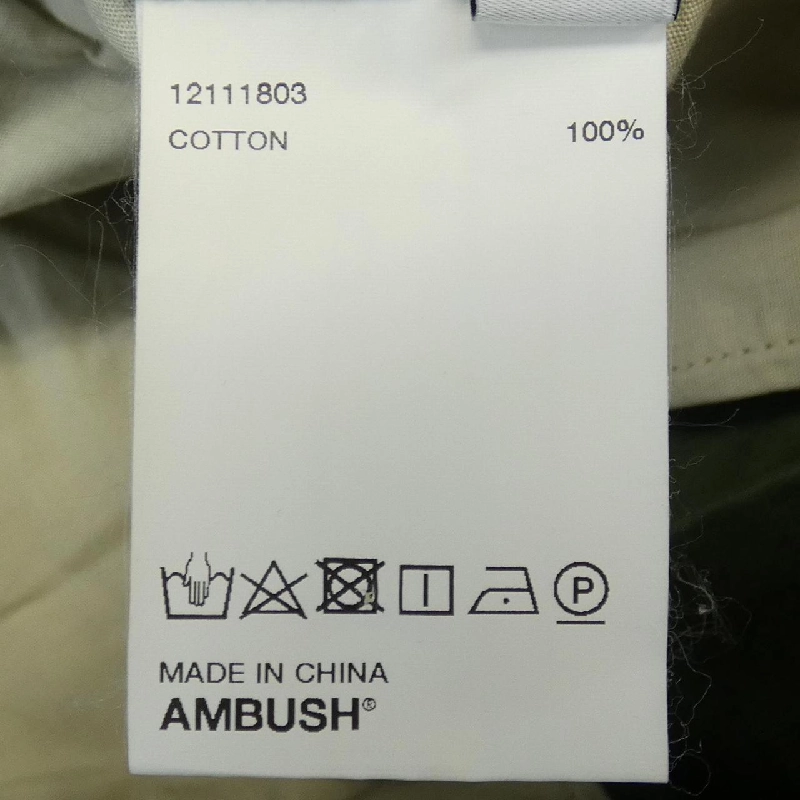 12111803
COTTON 100%
P
MADE IN CHINA
AMBUSH®